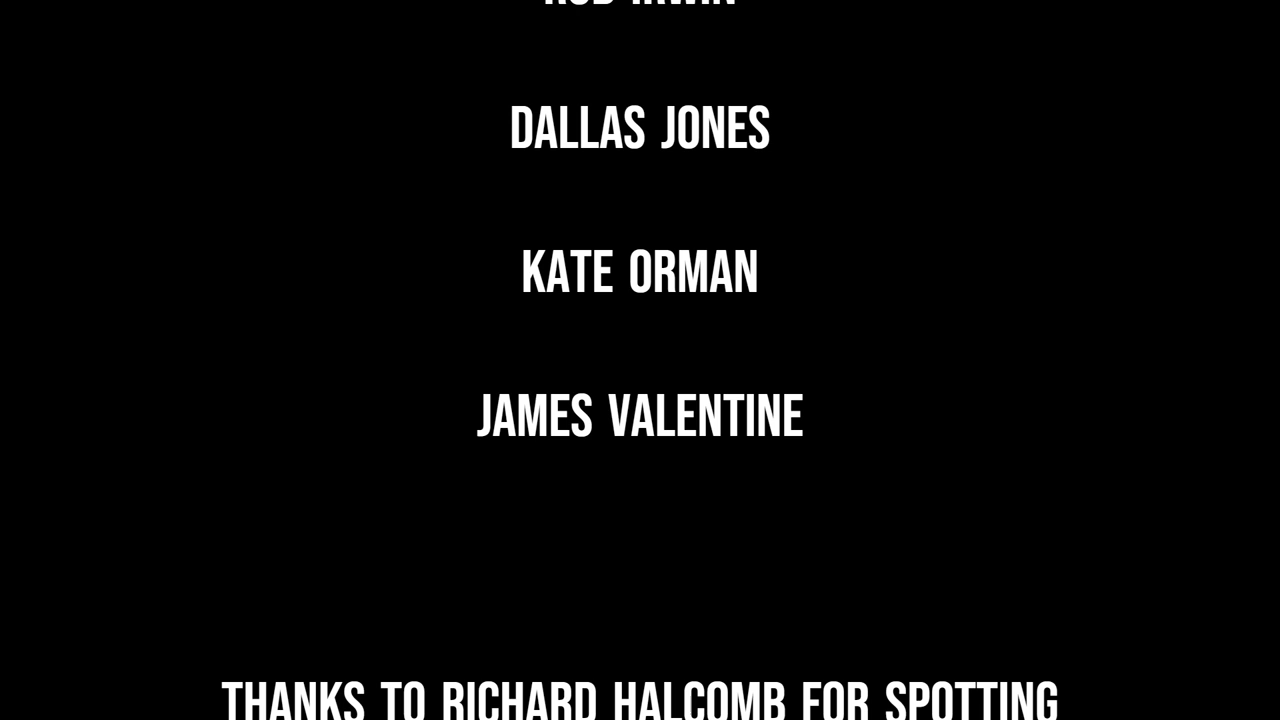 DALLAS JONES
KATE ORMAN
JAMES VALENTINE
THANKS TO RICHARD HALCOMB FOR SPOTTING